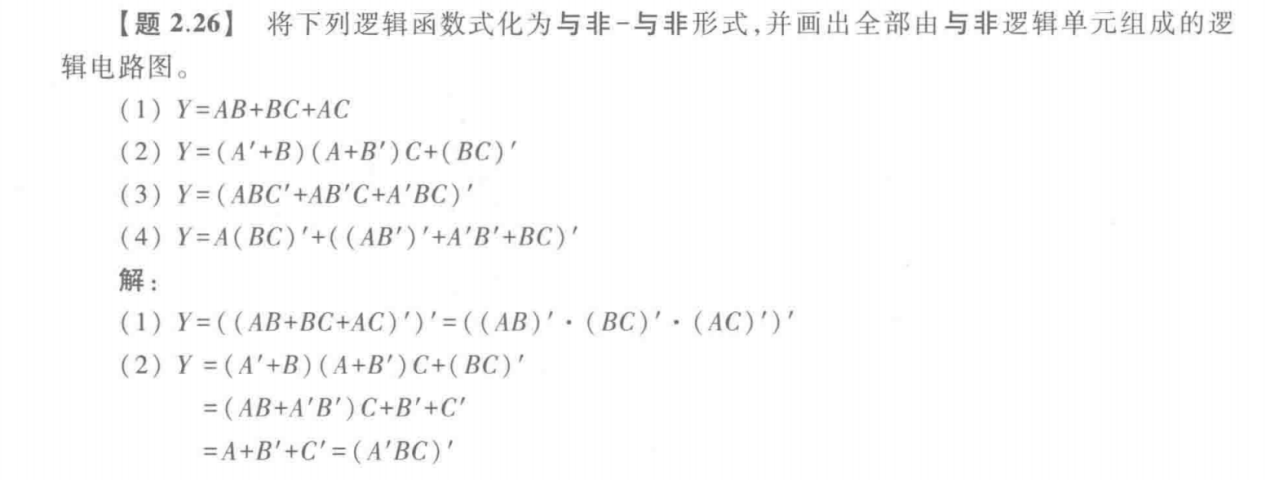 【题 2.26】 将下列逻辑函数式化为与非-与非形式,并画出全部由与非逻辑单元组成的逻
辑电路图。
(1) Y=AB+BC+AC
(2) Y=(A′+B)(A+B′)C+(BC)′
(3) Y=(ABC′+AB′C+A′BC)′
(4) Y=A(BC)′+((AB′)′+A′B′+BC)′
解:
(1) Y=((AB+BC+AC)′)′=((AB)′·(BC)′·(AC)′)′
(2) Y =(A′+B)(A+B′)C+(BC)′
=(AB+A′B′)C+B′+C′
=A+B′+C′=(A′BC)′